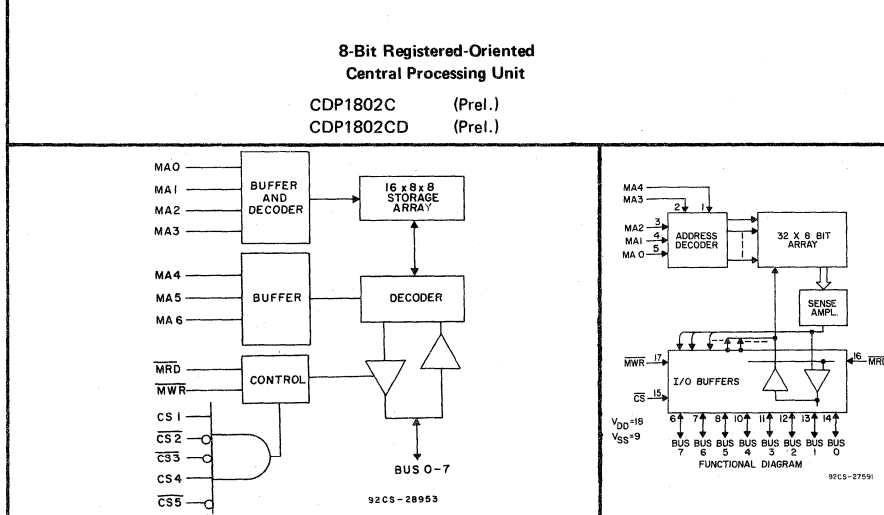 8-Bit Registered-Oriented
Central Processing Unit
CDP1802C (Prel.)
CDP1802CD (Prel.)
MA0
MA1
MA2
MA3
BUFFER
AND
DECODER
16 x 8 x 8
STORAGE
ARRAY
MA4
MA5
MA6
BUFFER
DECODER
MRD
MWR
CONTROL
CS1
CS2
CS3
CS4
CS5
BUS 0-7
92CS-28953
MA4
MA3
2 1
MA2 3
MA1 4
MA0 5
ADDRESS
DECODER
32 X 8 BIT
ARRAY
SENSE
AMPL.
MWR 17
CS 15
I/O BUFFERS
16 MRD
VDD=18
VSS=9
6 7 8 10 11 12 13 14
BUS BUS BUS BUS BUS BUS BUS BUS
7 6 5 4 3 2 1 0
FUNCTIONAL DIAGRAM
92CS-27591